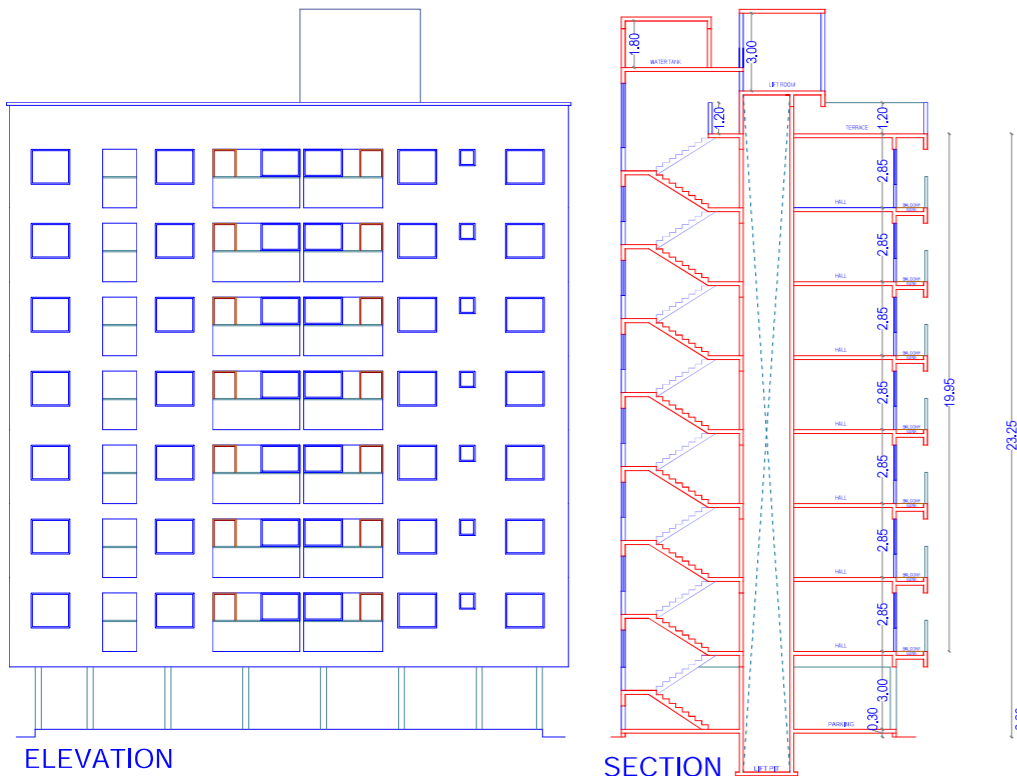 1.80
3.00
WATER TANK
LIFT ROOM
1.20
1.20
TERRACE
2.85
HALL
2.85
HALL
2.85
HALL
2.85
HALL
19.95
23.25
2.85
HALL
2.85
HALL
2.85
HALL
3.00
0.30
PARKING
LIFT PIT
ELEVATION
SECTION